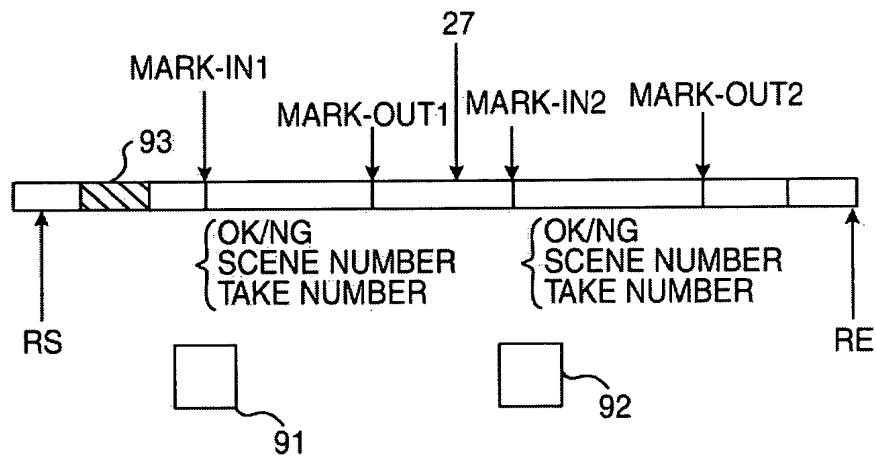 27
MARK-IN1
MARK-OUT1
MARK-IN2
MARK-OUT2
93
OK/NG
SCENE NUMBER
TAKE NUMBER
OK/NG
SCENE NUMBER
TAKE NUMBER
RS
RE
91
92